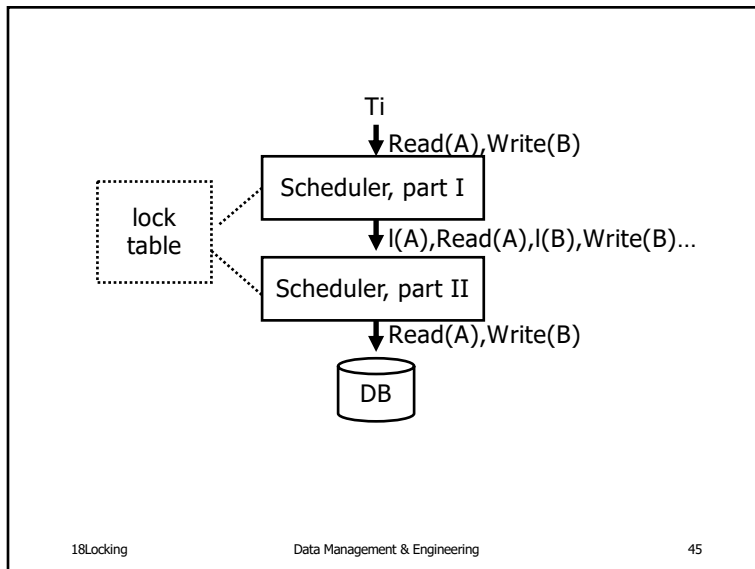 Ti
Read(A),Write(B)
Scheduler, part I
lock
table
l(A),Read(A),l(B),Write(B)…
Scheduler, part II
Read(A),Write(B)
DB
18Locking Data Management & Engineering 45